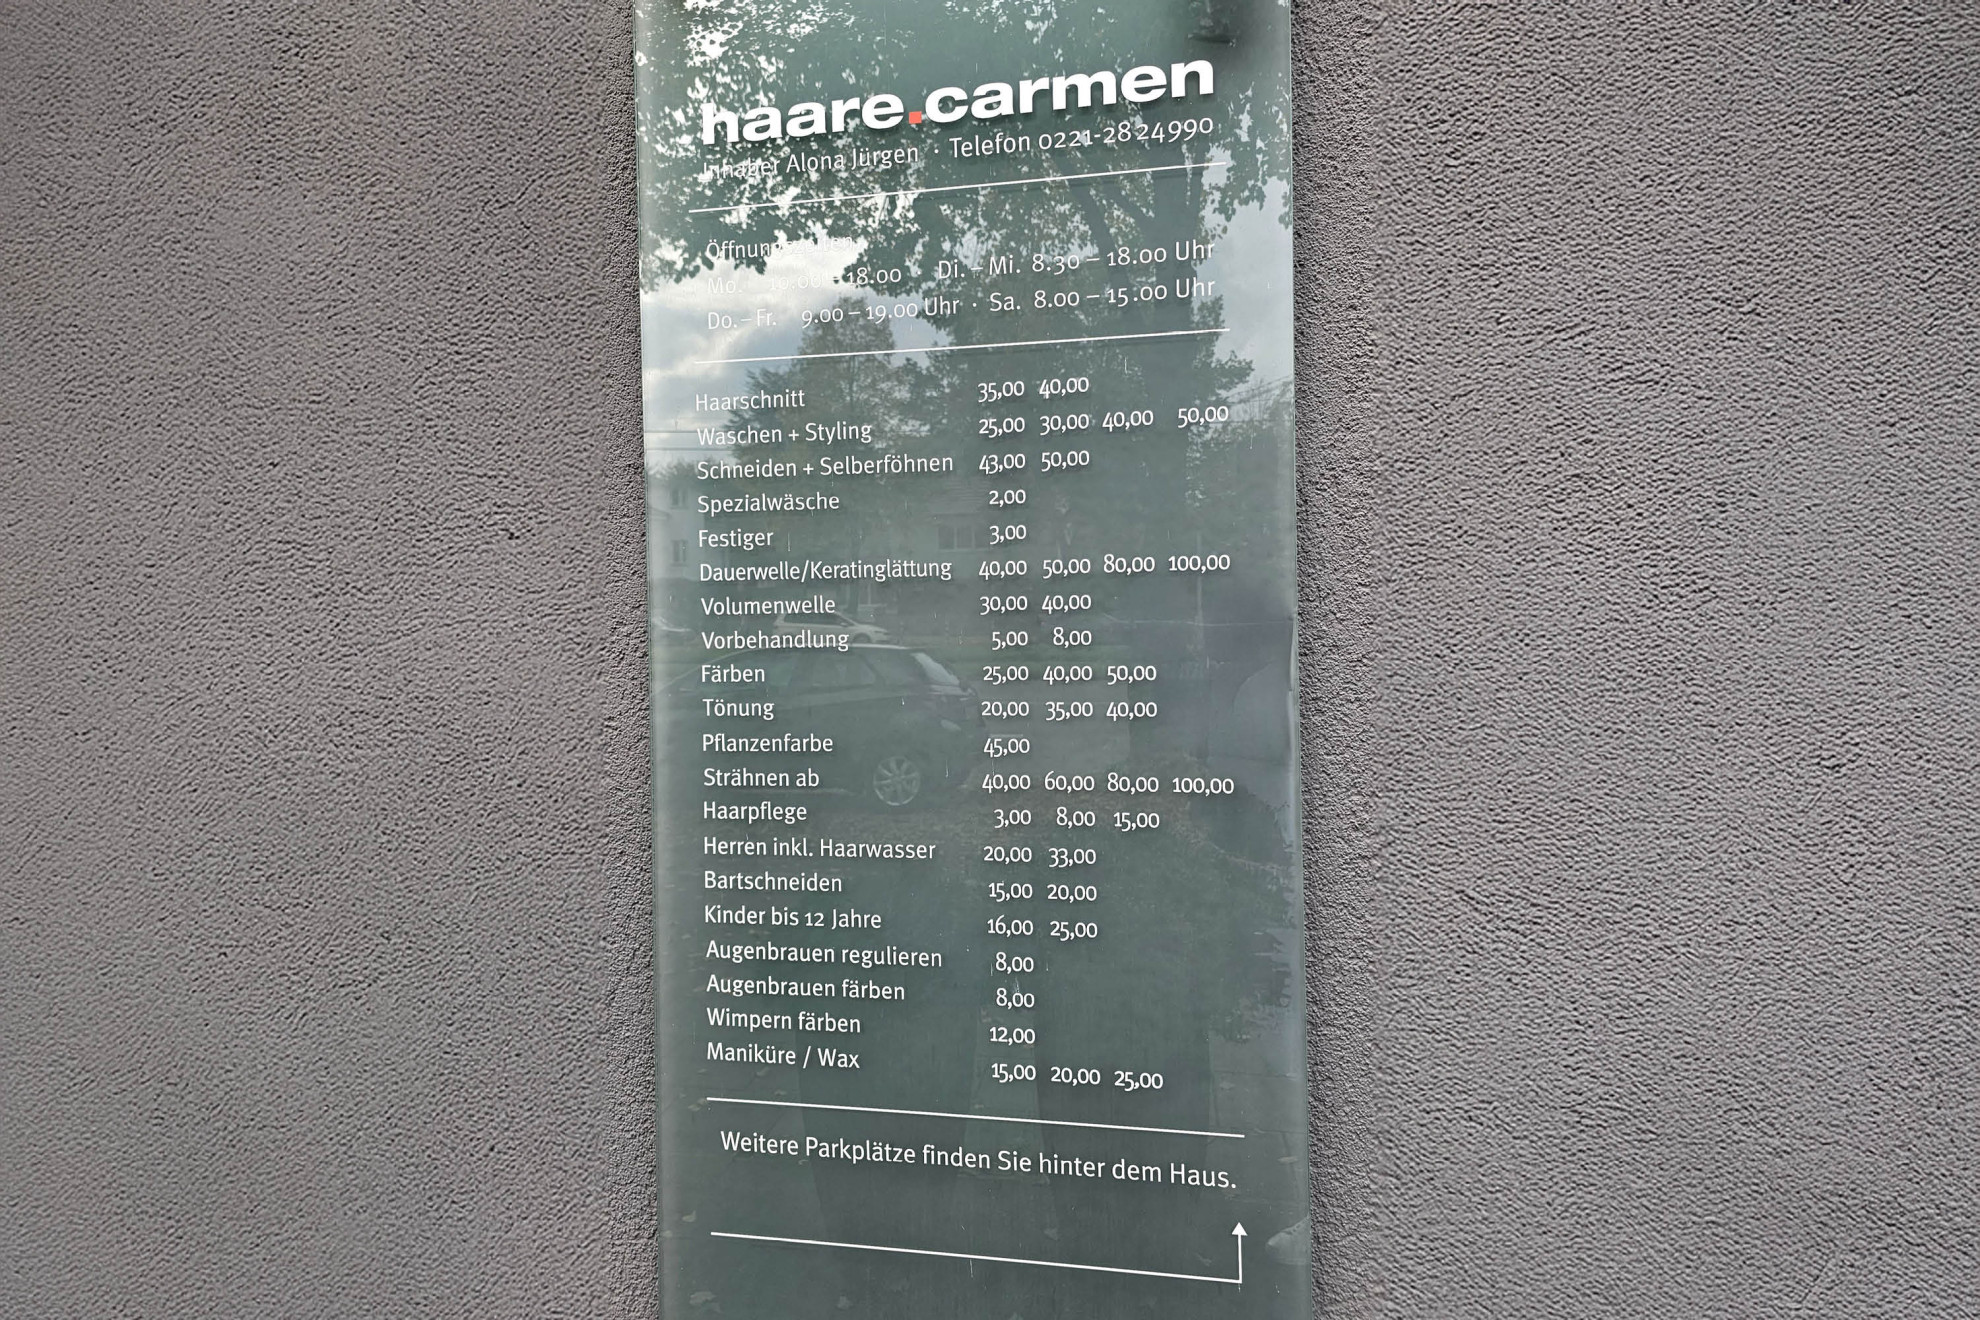 haare.carmen
Inhaber Alona Jürgen · Telefon 0221-2824990
Öffnungszeiten
Mo. 10.00 – 18.00 Di. – Mi. 8.30 – 18.00 Uhr
Do. – Fr. 9.00 – 19.00 Uhr · Sa. 8.00 – 15.00 Uhr
Haarschnitt 35,00 40,00
Waschen + Styling 25,00 30,00 40,00 50,00
Schneiden + Selberföhnen 43,00 50,00
Spezialwäsche 2,00
Festiger 3,00
Dauerwelle/Keratinglättung 40,00 50,00 80,00 100,00
Volumenwelle 30,00 40,00
Vorbehandlung 5,00 8,00
Färben 25,00 40,00 50,00
Tönung 20,00 35,00 40,00
Pflanzenfarbe 45,00
Strähnen ab 40,00 60,00 80,00 100,00
Haarpflege 3,00 8,00 15,00
Herren inkl. Haarwasser 20,00 33,00
Bartschneiden 15,00 20,00
Kinder bis 12 Jahre 16,00 25,00
Augenbrauen regulieren 8,00
Augenbrauen färben 8,00
Wimpern färben 12,00
Maniküre / Wax 15,00 20,00 25,00
Weitere Parkplätze finden Sie hinter dem Haus.